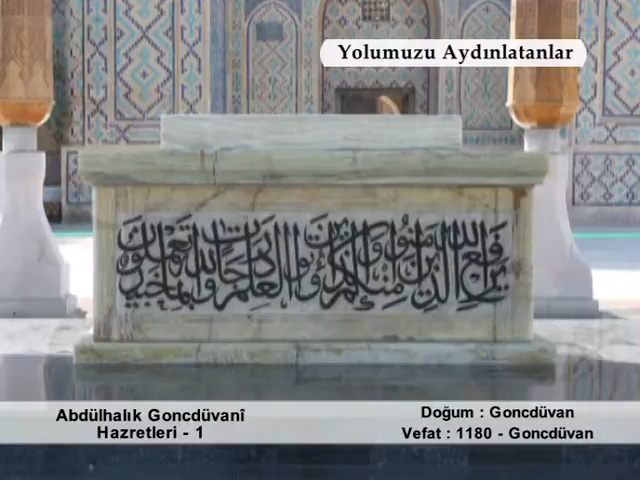 Yolumuzu Aydınlatanlar
يرفع الله الذين آمنوا منكم والذين أوتوا العلم درجات والله بما تعملون خبير
Abdülhalık Goncdüvanî
Hazretleri - 1
Doğum : Goncdüvan
Vefat : 1180 - Goncdüvan